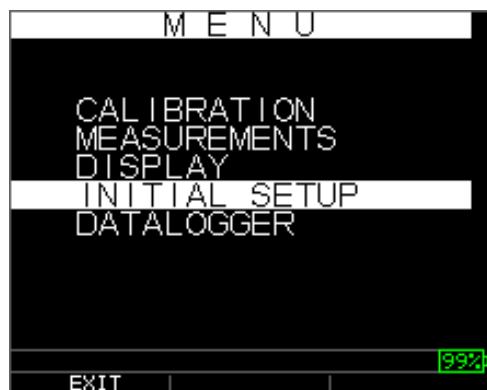 M E N U
CALIBRATION
MEASUREMENTS
DISPLAY
INITIAL SETUP
DATALOGGER
99%
EXIT